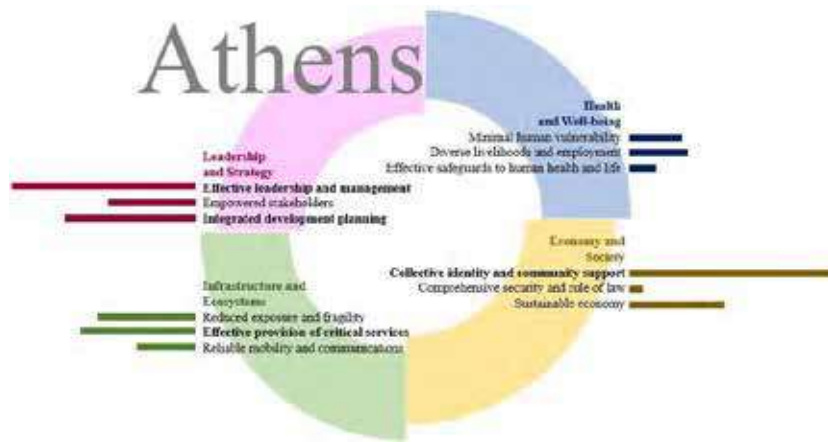 Athens
Health
and Well-being
Minimal human vulnerability
Diverse livelihoods and employment
Effective safeguards to human health and life
Leadership
and Strategy
Effective leadership and management
Empowered stakeholders
Integrated development planning
Economy and
Society
Collective identity and community support
Comprehensive security and rule of law
Sustainable economy
Infrastructure and
Ecosystems
Reduced exposure and fragility
Effective provision of critical services
Reliable mobility and communications